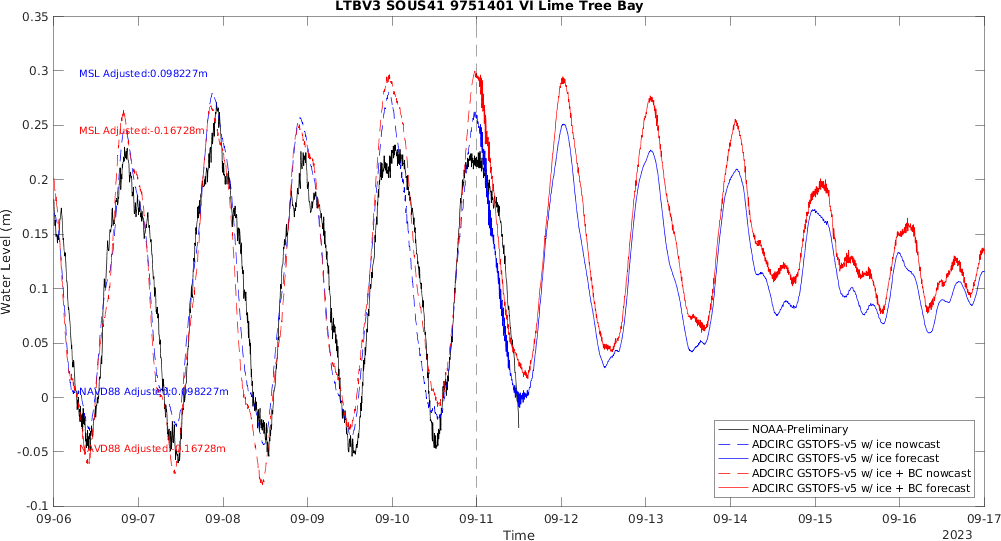 LTBV3 SOUS41 9751401 VI Lime Tree Bay
0.35
0.3
0.25
0.2
0.15
0.1
0.05
0
-0.05
-0.1
Water Level (m)
MSL Adjusted:0.098227m
MSL Adjusted:-0.16728m
NAVD88 Adjusted:0.098227m
NAVD88 Adjusted:-0.16728m
NOAA-Preliminary
ADCIRC GSTOFS-v5 w/ ice nowcast
ADCIRC GSTOFS-v5 w/ ice forecast
ADCIRC GSTOFS-v5 w/ ice + BC nowcast
ADCIRC GSTOFS-v5 w/ ice + BC forecast
09-06 09-07 09-08 09-09 09-10 09-11 09-12 09-13 09-14 09-15 09-16 09-17
Time
2023